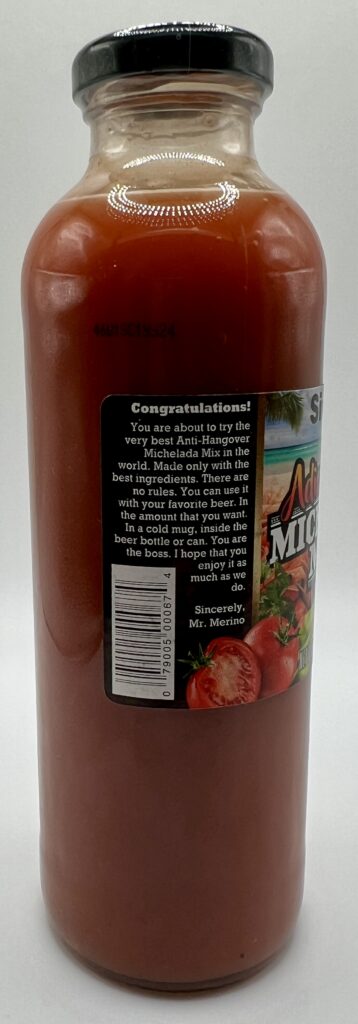 Congratulations!
You are about to try the
very best Anti-Hangover
Michelada Mix in the
world. Made only with the
best ingredients. There are
no rules. You can use it
with your favorite beer. In
the amount that you want.
In a cold mug, inside the
beer bottle or can. You are
the boss. I hope that you
enjoy it as
much as we
do.
Sincerely,
Mr. Merino
0 79005 00067 4